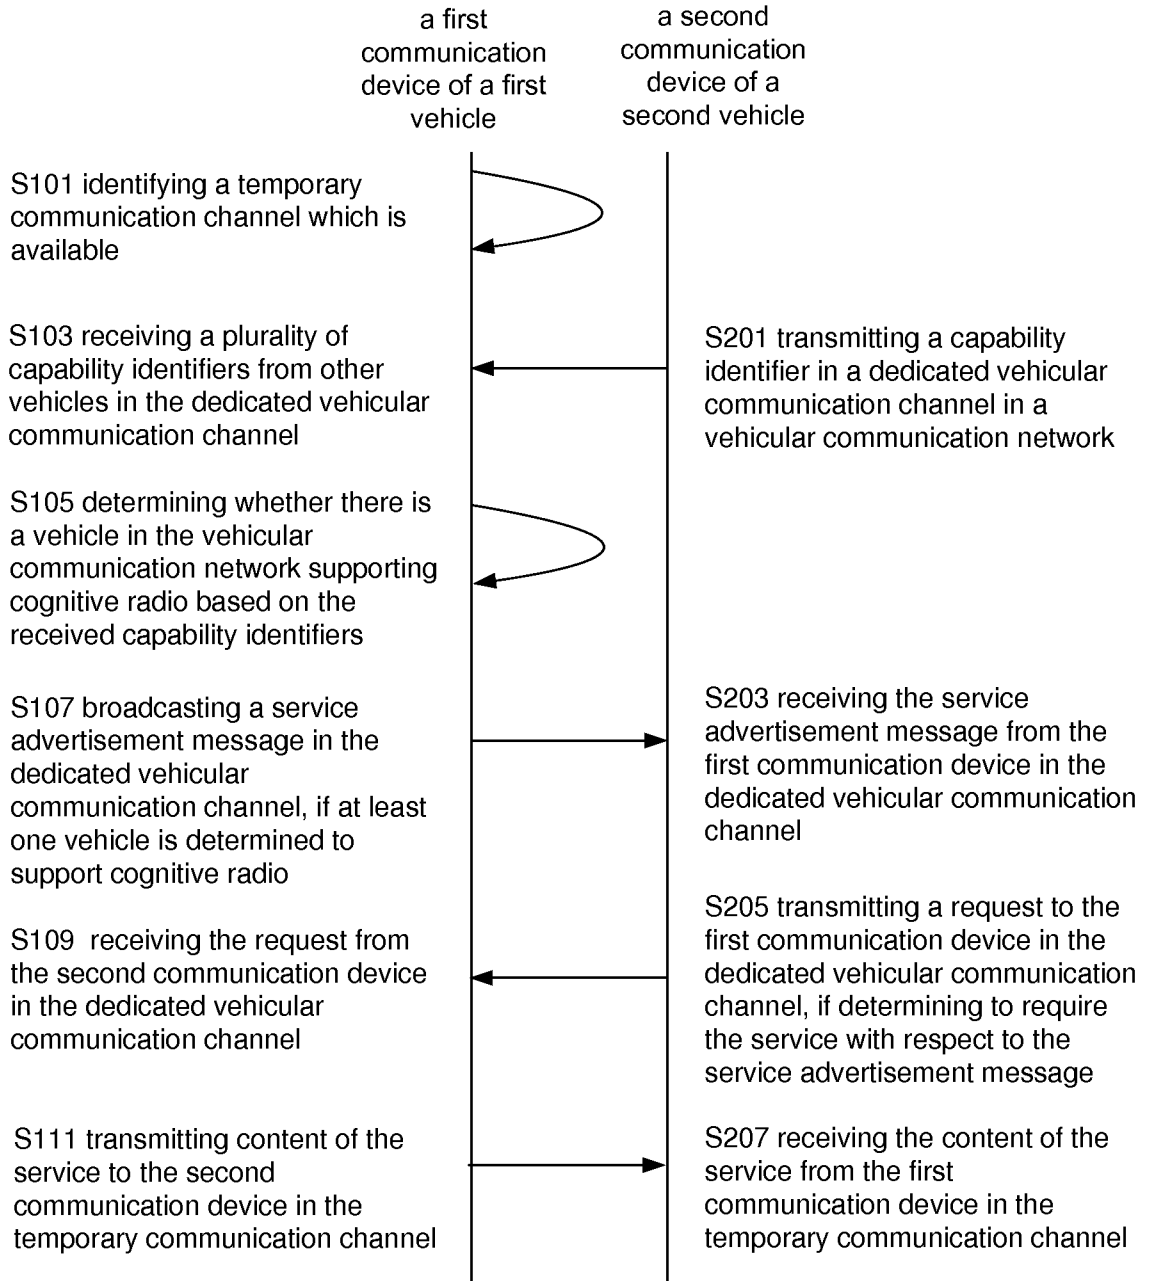 a first
communication
device of a first
vehicle
a second
communication
device of a
second vehicle
S101 identifying a temporary
communication channel which is
available
S103 receiving a plurality of
capability identifiers from other
vehicles in the dedicated vehicular
communication channel
S201 transmitting a capability
identifier in a dedicated vehicular
communication channel in a
vehicular communication network
S105 determining whether there is
a vehicle in the vehicular
communication network supporting
cognitive radio based on the
received capability identifiers
S107 broadcasting a service
advertisement message in the
dedicated vehicular
communication channel, if at least
one vehicle is determined to
support cognitive radio
S203 receiving the service
advertisement message from the
first communication device in the
dedicated vehicular communication
channel
S205 transmitting a request to the
first communication device in the
dedicated vehicular communication
channel, if determining to require
the service with respect to the
service advertisement message
S109  receiving the request from
the second communication device
in the dedicated vehicular
communication channel
S111 transmitting content of the
service to the second
communication device in the
temporary communication channel
S207 receiving the content of the
service from the first
communication device in the
temporary communication channel